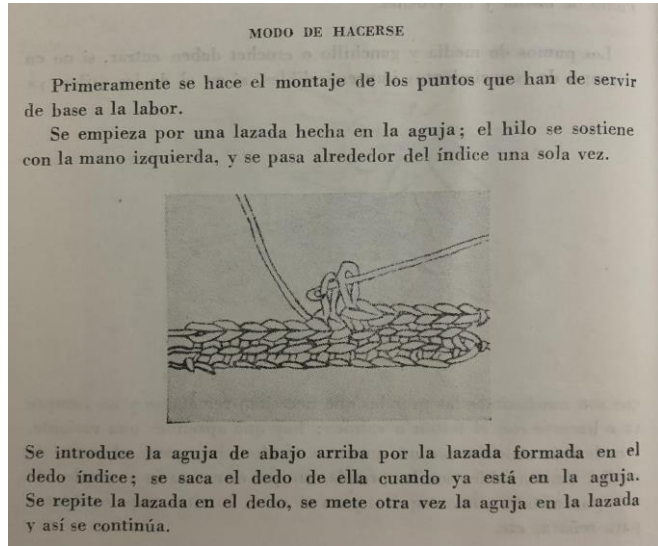 MODO DE HACERSE
Primeramente se hace el montaje de los puntos que han de servir
de base a la labor.
Se empieza por una lazada hecha en la aguja; el hilo se sostiene
con la mano izquierda, y se pasa alrededor del índice una sola vez.
Se introduce la aguja de abajo arriba por la lazada formada en el
dedo índice; se saca el dedo de ella cuando ya está en la aguja.
Se repite la lazada en el dedo, se mete otra vez la aguja en la lazada
y así se continúa.